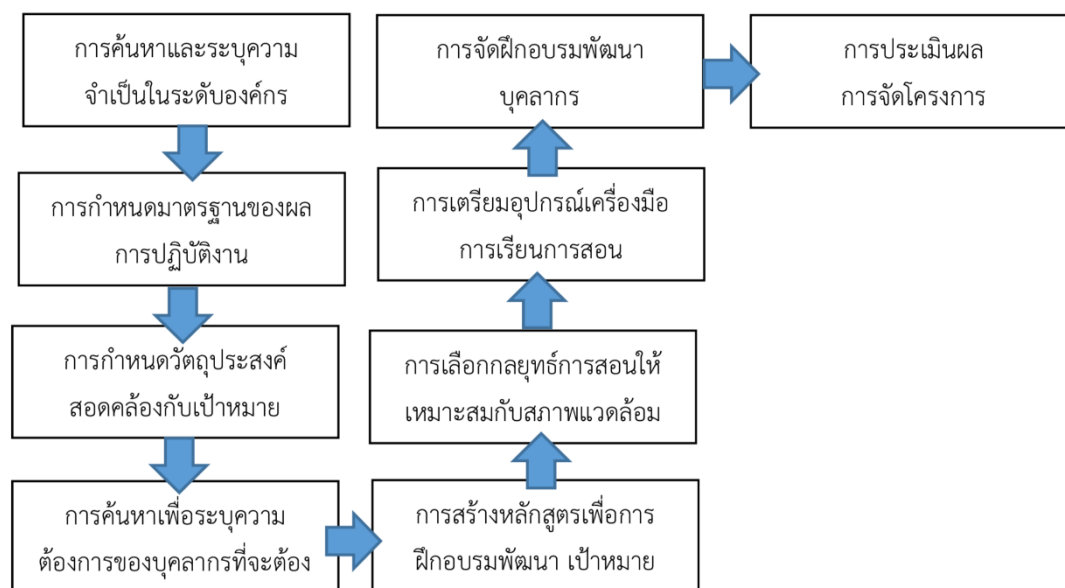 การค้นหาและระบุความ
จำเป็นในระดับองค์กร
การกำหนดมาตรฐานของผล
การปฏิบัติงาน
การกำหนดวัตถุประสงค์
สอดคล้องกับเป้าหมาย
การค้นหาเพื่อระบุความ
ต้องการของบุคลากรที่จะต้อง
การสร้างหลักสูตรเพื่อการ
ฝึกอบรมพัฒนา เป้าหมาย
การเลือกกลยุทธ์การสอนให้
เหมาะสมกับสภาพแวดล้อม
การเตรียมอุปกรณ์เครื่องมือ
การเรียนการสอน
การจัดฝึกอบรมพัฒนา
บุคลากร
การประเมินผล
การจัดโครงการ